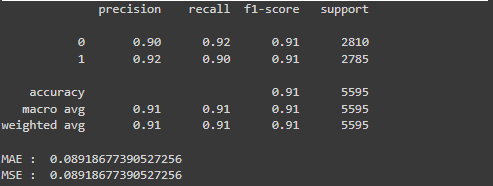 precision recall f1-score support
0 0.90 0.92 0.91 2810
1 0.92 0.90 0.91 2785
accuracy 0.91 5595
macro avg 0.91 0.91 0.91 5595
weighted avg 0.91 0.91 0.91 5595
MAE : 0.08918677390527256
MSE : 0.08918677390527256